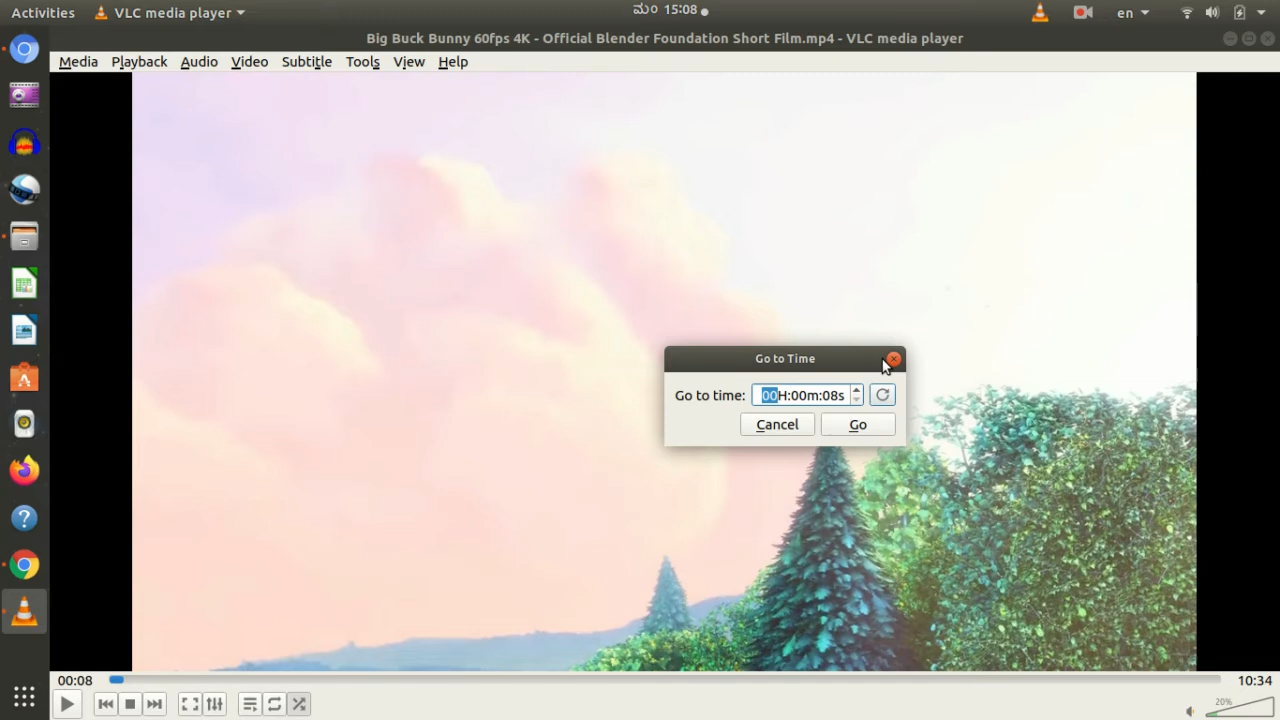 Activities VLC media player ಮಂ 15:08 en
Big Buck Bunny 60fps 4K - Official Blender Foundation Short Film.mp4 - VLC media player
Media Playback Audio Video Subtitle Tools View Help
Go to Time
Go to time: 00H:00m:08s
Cancel Go
00:08 10:34
20%